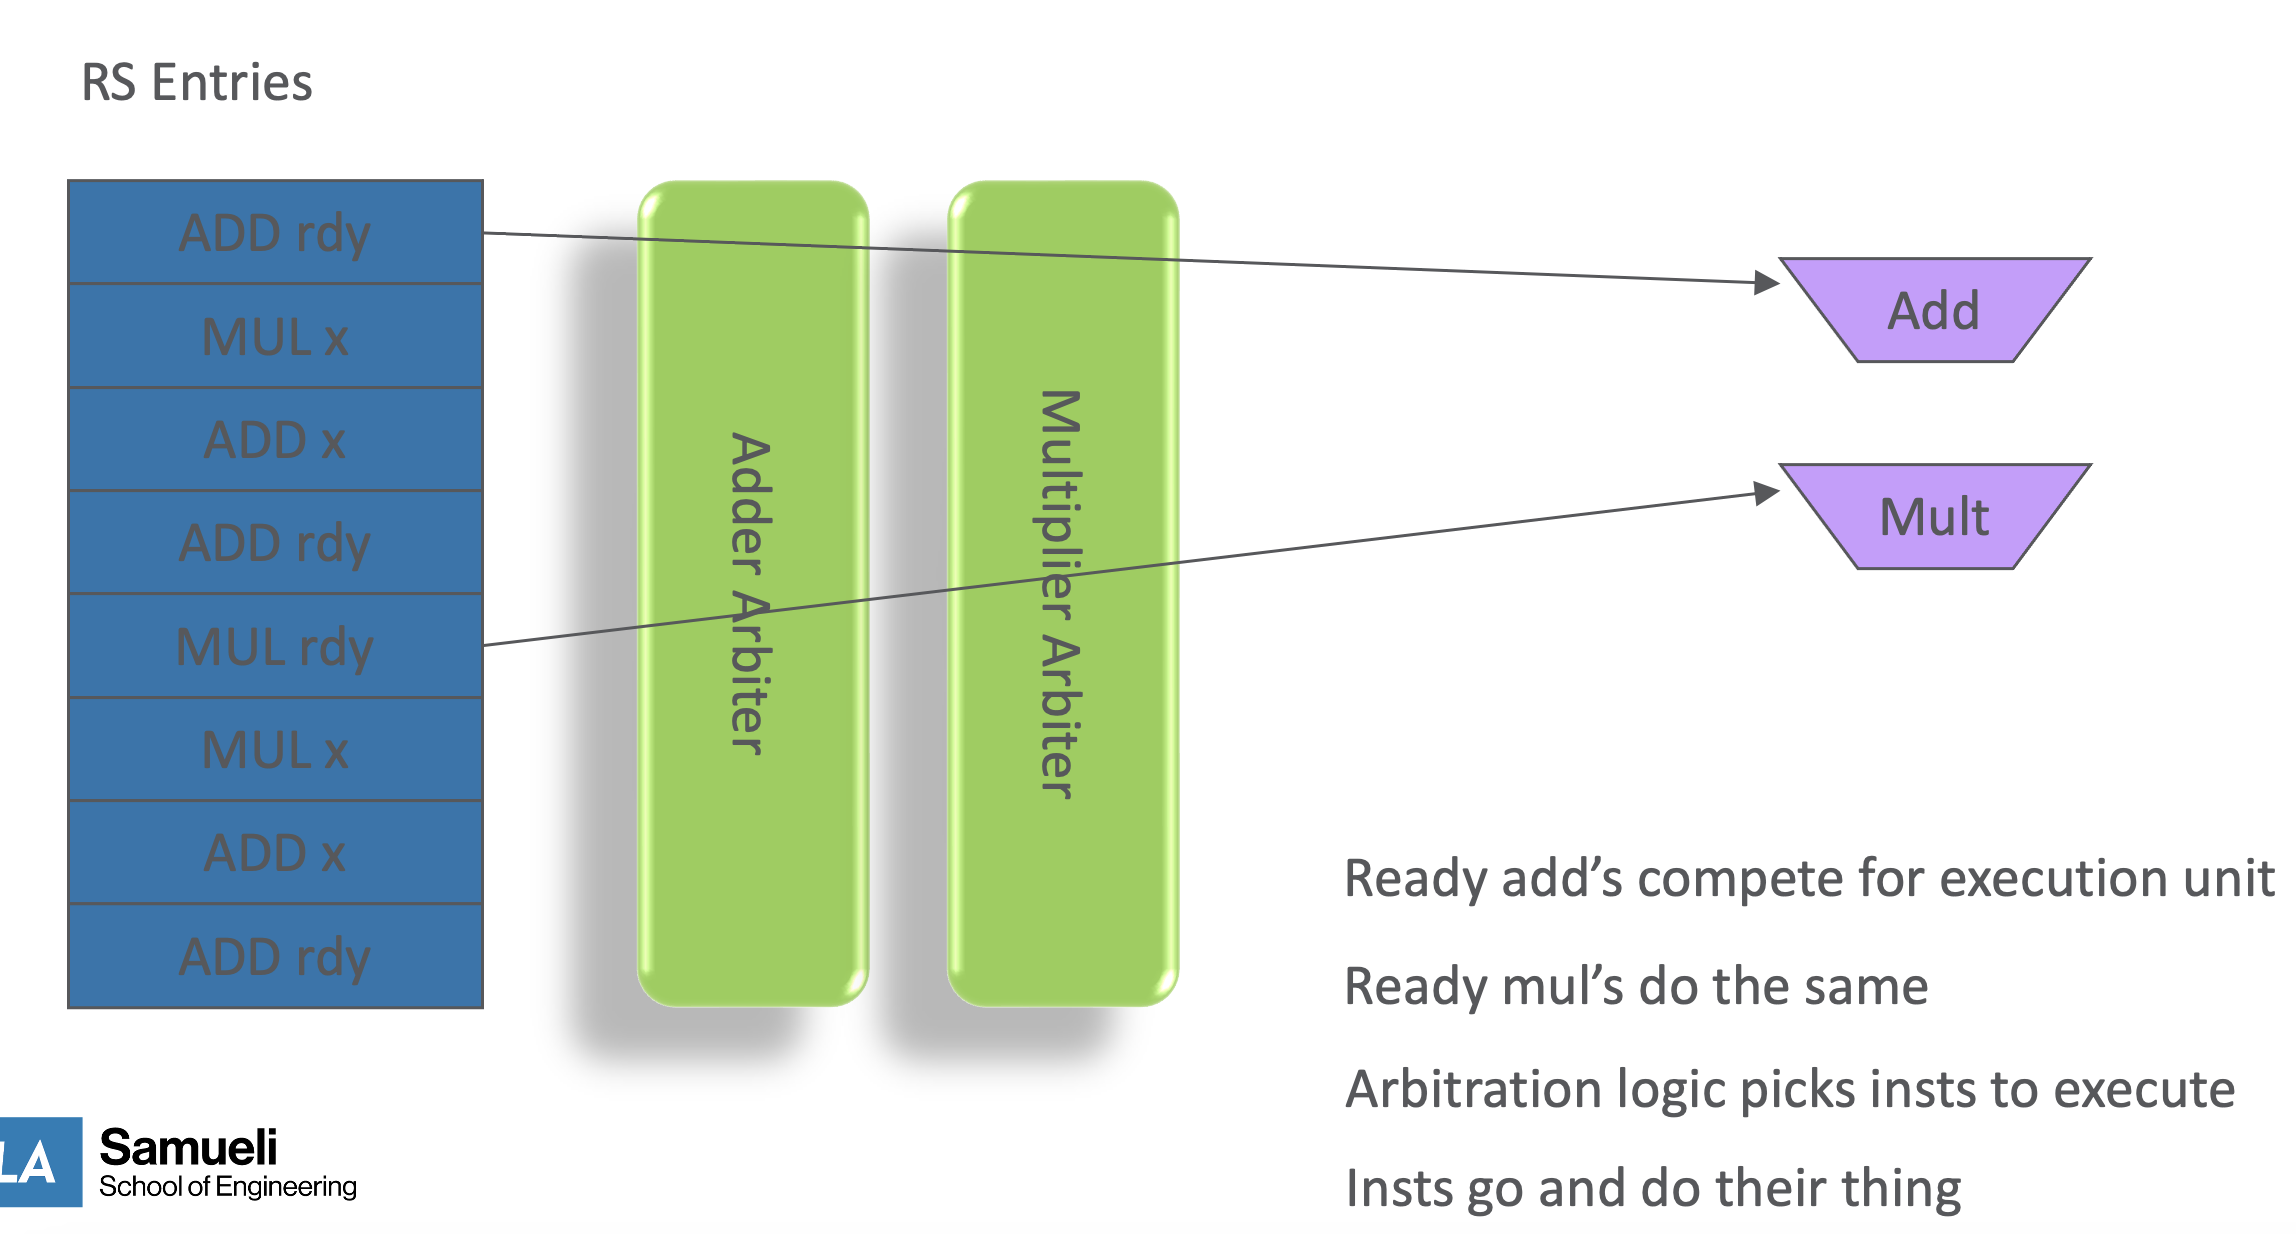 RS Entries
ADD rdy
MUL x
ADD x
ADD rdy
MUL rdy
MUL x
ADD x
ADD rdy
Adder Arbiter
Multiplier Arbiter
Add
Mult
Ready add’s compete for execution unit
Ready mul’s do the same
Arbitration logic picks insts to execute
Insts go and do their thing
LA
Samueli
School of Engineering